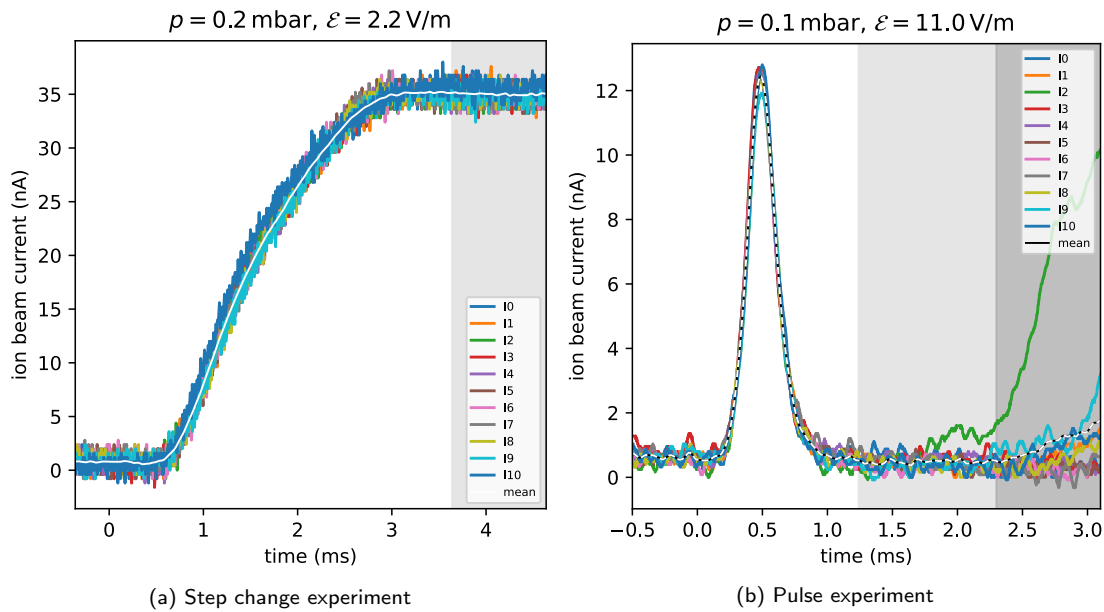 p = 0.2 mbar, ℰ = 2.2 V/m
ion beam current (nA)
35
30
25
20
15
10
5
0
I0
I1
I2
I3
I4
I5
I6
I7
I8
I9
I10
mean
0
1
2
3
4
time (ms)
(a) Step change experiment
p = 0.1 mbar, ℰ = 11.0 V/m
ion beam current (nA)
12
10
8
6
4
2
0
I0
I1
I2
I3
I4
I5
I6
I7
I8
I9
I10
mean
−0.5
0.0
0.5
1.0
1.5
2.0
2.5
3.0
time (ms)
(b) Pulse experiment